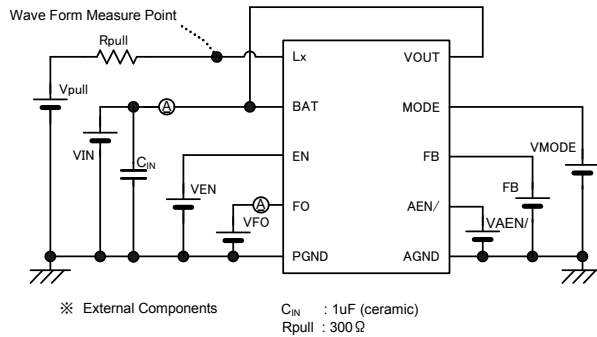 Wave Form Measure Point
Rpull
Lx
VOUT
Vpull
A
BAT
MODE
VIN
CIN
VMODE
EN
FB
VEN
FB
A
FO
AEN/
VFO
VAEN/
PGND
AGND
※ External Components
CIN : 1uF (ceramic)
Rpull : 300Ω